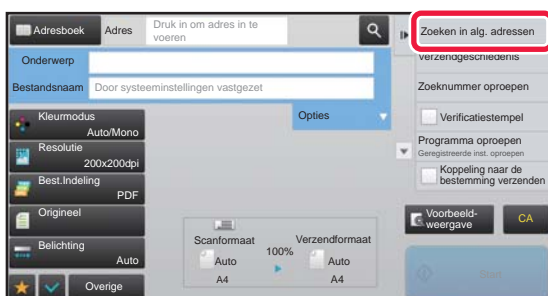 Adresboek
Adres
Druk in om adres in te
voeren
Zoeken in alg. adressen
Onderwerp
Verzendgeschiedenis
Bestandsnaam
Door systeeminstellingen vastgezet
Zoeknummer oproepen
Kleurmodus
Auto/Mono
Opties
Verificatiestempel
Resolutie
200x200dpi
Programma oproepen
Geregistreerde inst. oproepen
Best.Indeling
PDF
Koppeling naar de
bestemming verzenden
Origineel
Voorbeeld-
weergave
CA
Belichting
Auto
Scanformaat
Auto
A4
100%
Verzendformaat
Auto
A4
Overige
Start